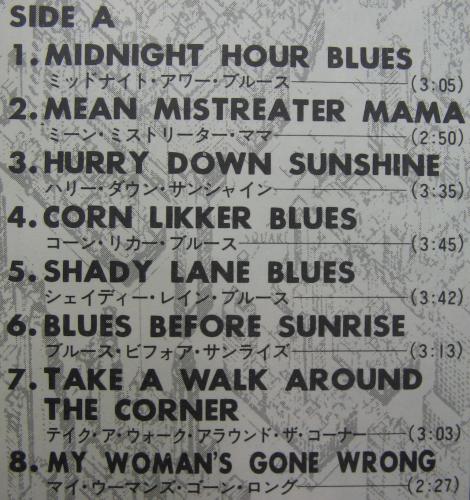 SIDE A
1. MIDNIGHT HOUR BLUES
ミッドナイト・アワー・ブルース (3:05)
2. MEAN MISTREATER MAMA
ミーン・ミストリーター・ママ (2:50)
3. HURRY DOWN SUNSHINE
ハリー・ダウン・サンシャイン (3:35)
4. CORN LIKKER BLUES
コーン・リカー・ブルース (3:45)
SQUARE
5. SHADY LANE BLUES
シェイディー・レイン・ブルース (3:42)
6. BLUES BEFORE SUNRISE
ブルース・ビフォア・サンライズ (3:13)
7. TAKE A WALK AROUND
THE CORNER
テイク・ア・ウォーク・アラウンド・ザ・コーナー (3:03)
8. MY WOMAN'S GONE WRONG
マイ・ウーマンズ・ゴーン・ロング (2:27)